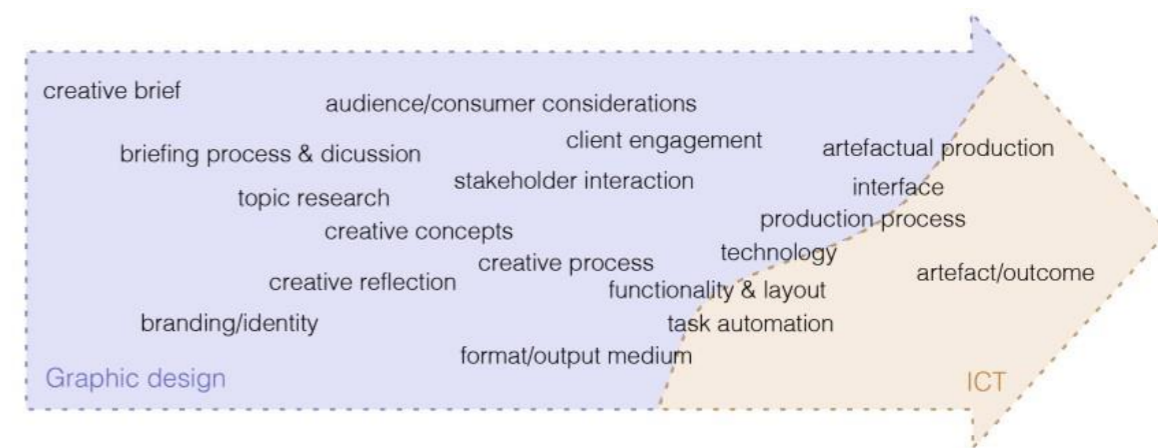 creative brief
audience/consumer considerations
client engagement
briefing process & dicussion
artefactual production
stakeholder interaction
interface
topic research
production process
creative concepts
technology
creative process
artefact/outcome
creative reflection
functionality & layout
branding/identity
task automation
format/output medium
Graphic design
ICT